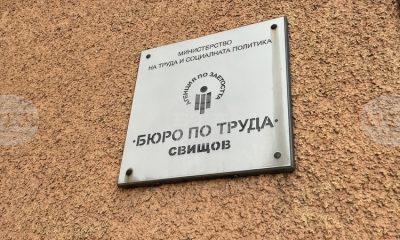 МИНИСТЕРСТВО
НА ТРУДА И СОЦИАЛНАТА ПОЛИТИКА
АГЕНЦИЯ ПО ЗАЕТОСТТА
·БЮРО ПО ТРУДА·
СВИЩОВ